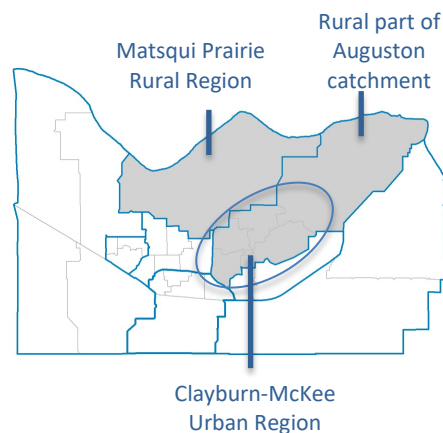 Matsqui Prairie
Rural Region
Rural part of
Auguston
catchment
Clayburn-McKee
Urban Region